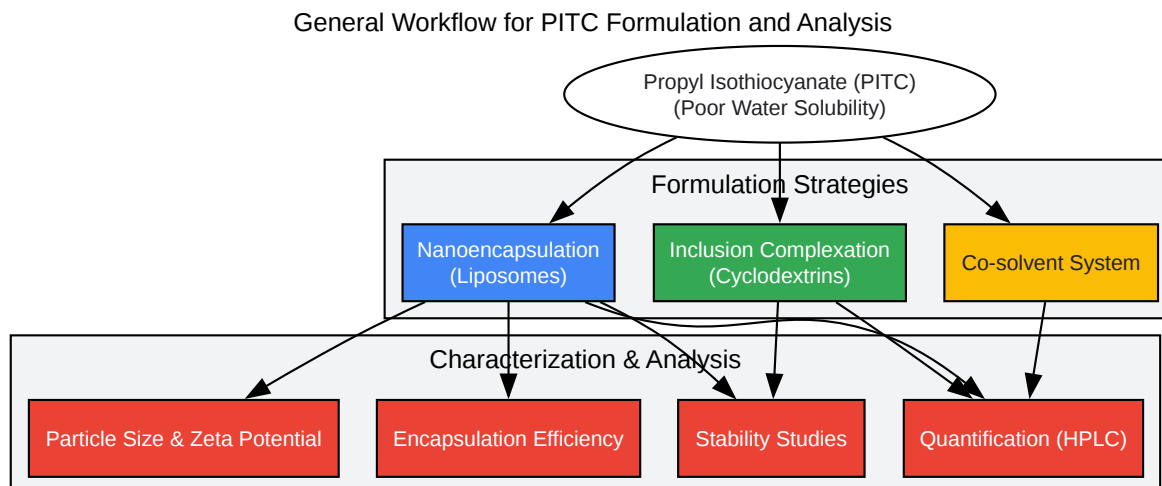 General Workflow for PITC Formulation and Analysis
Propyl Isothiocyanate (PITC)
(Poor Water Solubility)
Formulation Strategies
Nanoencapsulation
(Liposomes)
Inclusion Complexation
(Cyclodextrins)
Co-solvent System
Characterization & Analysis
Particle Size & Zeta Potential
Encapsulation Efficiency
Stability Studies
Quantification (HPLC)